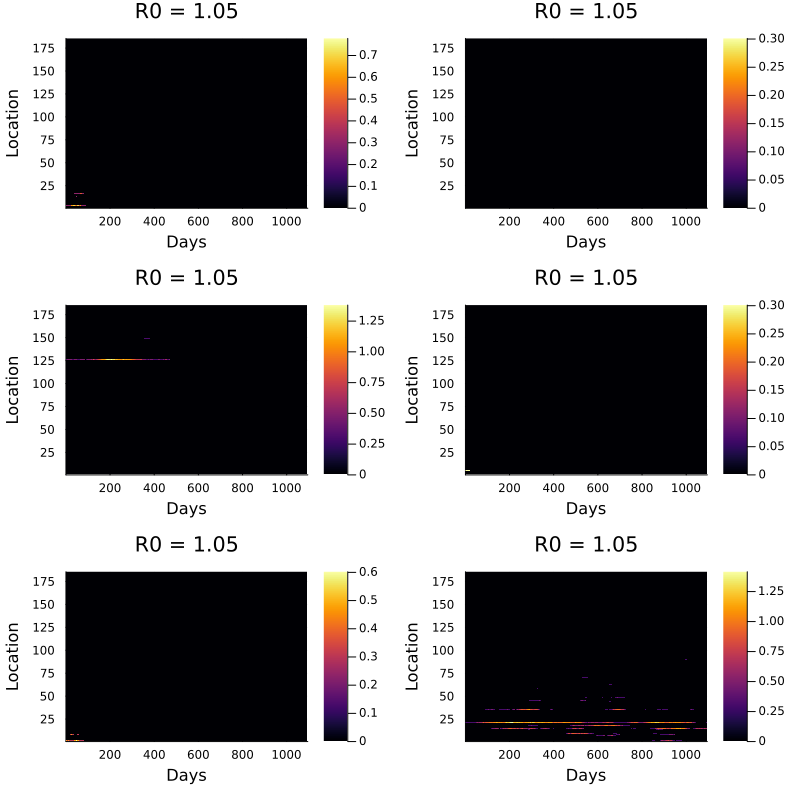 R0 = 1.05 R0 = 1.05
175 0.7 175 0.30
150 0.6 150 0.25
125 0.5 125 0.20
Location 100 0.4 Location 100 0.15
75 0.3 75 0.10
50 0.2 50 0.05
25 0.1 25 0
0
200 400 600 800 1000 200 400 600 800 1000
Days Days
R0 = 1.05 R0 = 1.05
175 1.25 175 0.30
150 1.00 150 0.25
125 0.75 125 0.20
Location 100 0.50 Location 100 0.15
75 0.25 75 0.10
50 0 50 0.05
25 25 0
200 400 600 800 1000 200 400 600 800 1000
Days Days
R0 = 1.05 R0 = 1.05
175 0.6 175 1.25
150 0.5 150 1.00
125 0.4 125 0.75
Location 100 0.3 Location 100 0.50
75 0.2 75 0.25
50 0.1 50 0
25 0 25
200 400 600 800 1000 200 400 600 800 1000
Days Days